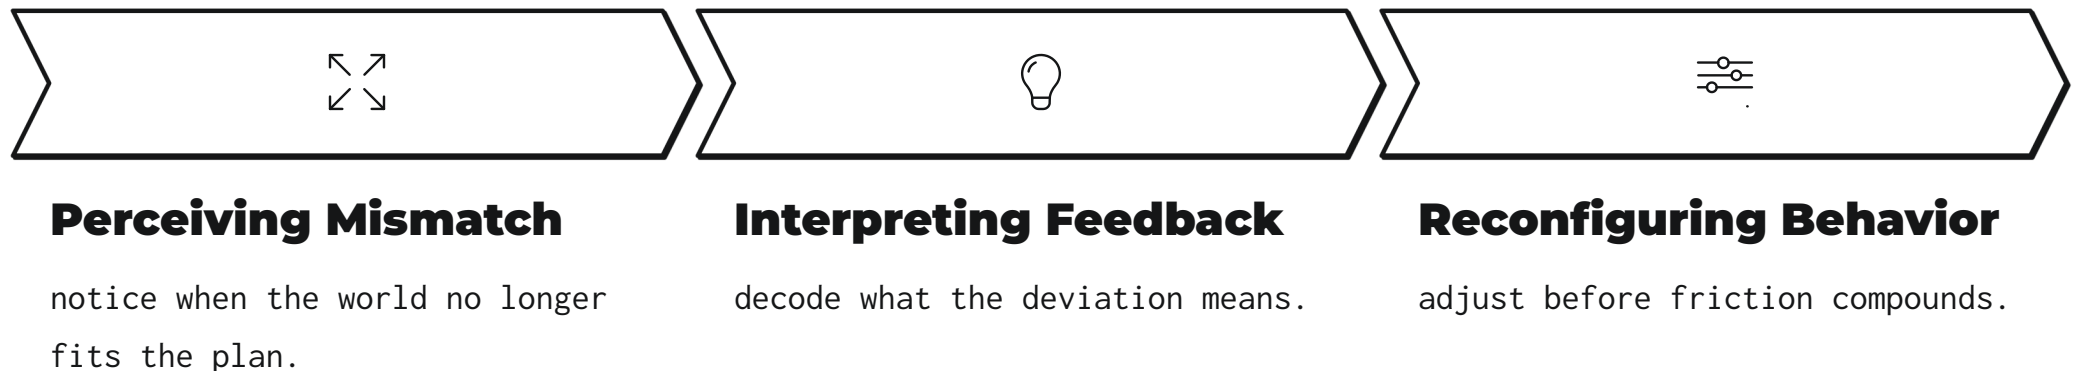 Perceiving Mismatch
notice when the world no longer
fits the plan.
Interpreting Feedback
decode what the deviation means.
Reconfiguring Behavior
adjust before friction compounds.